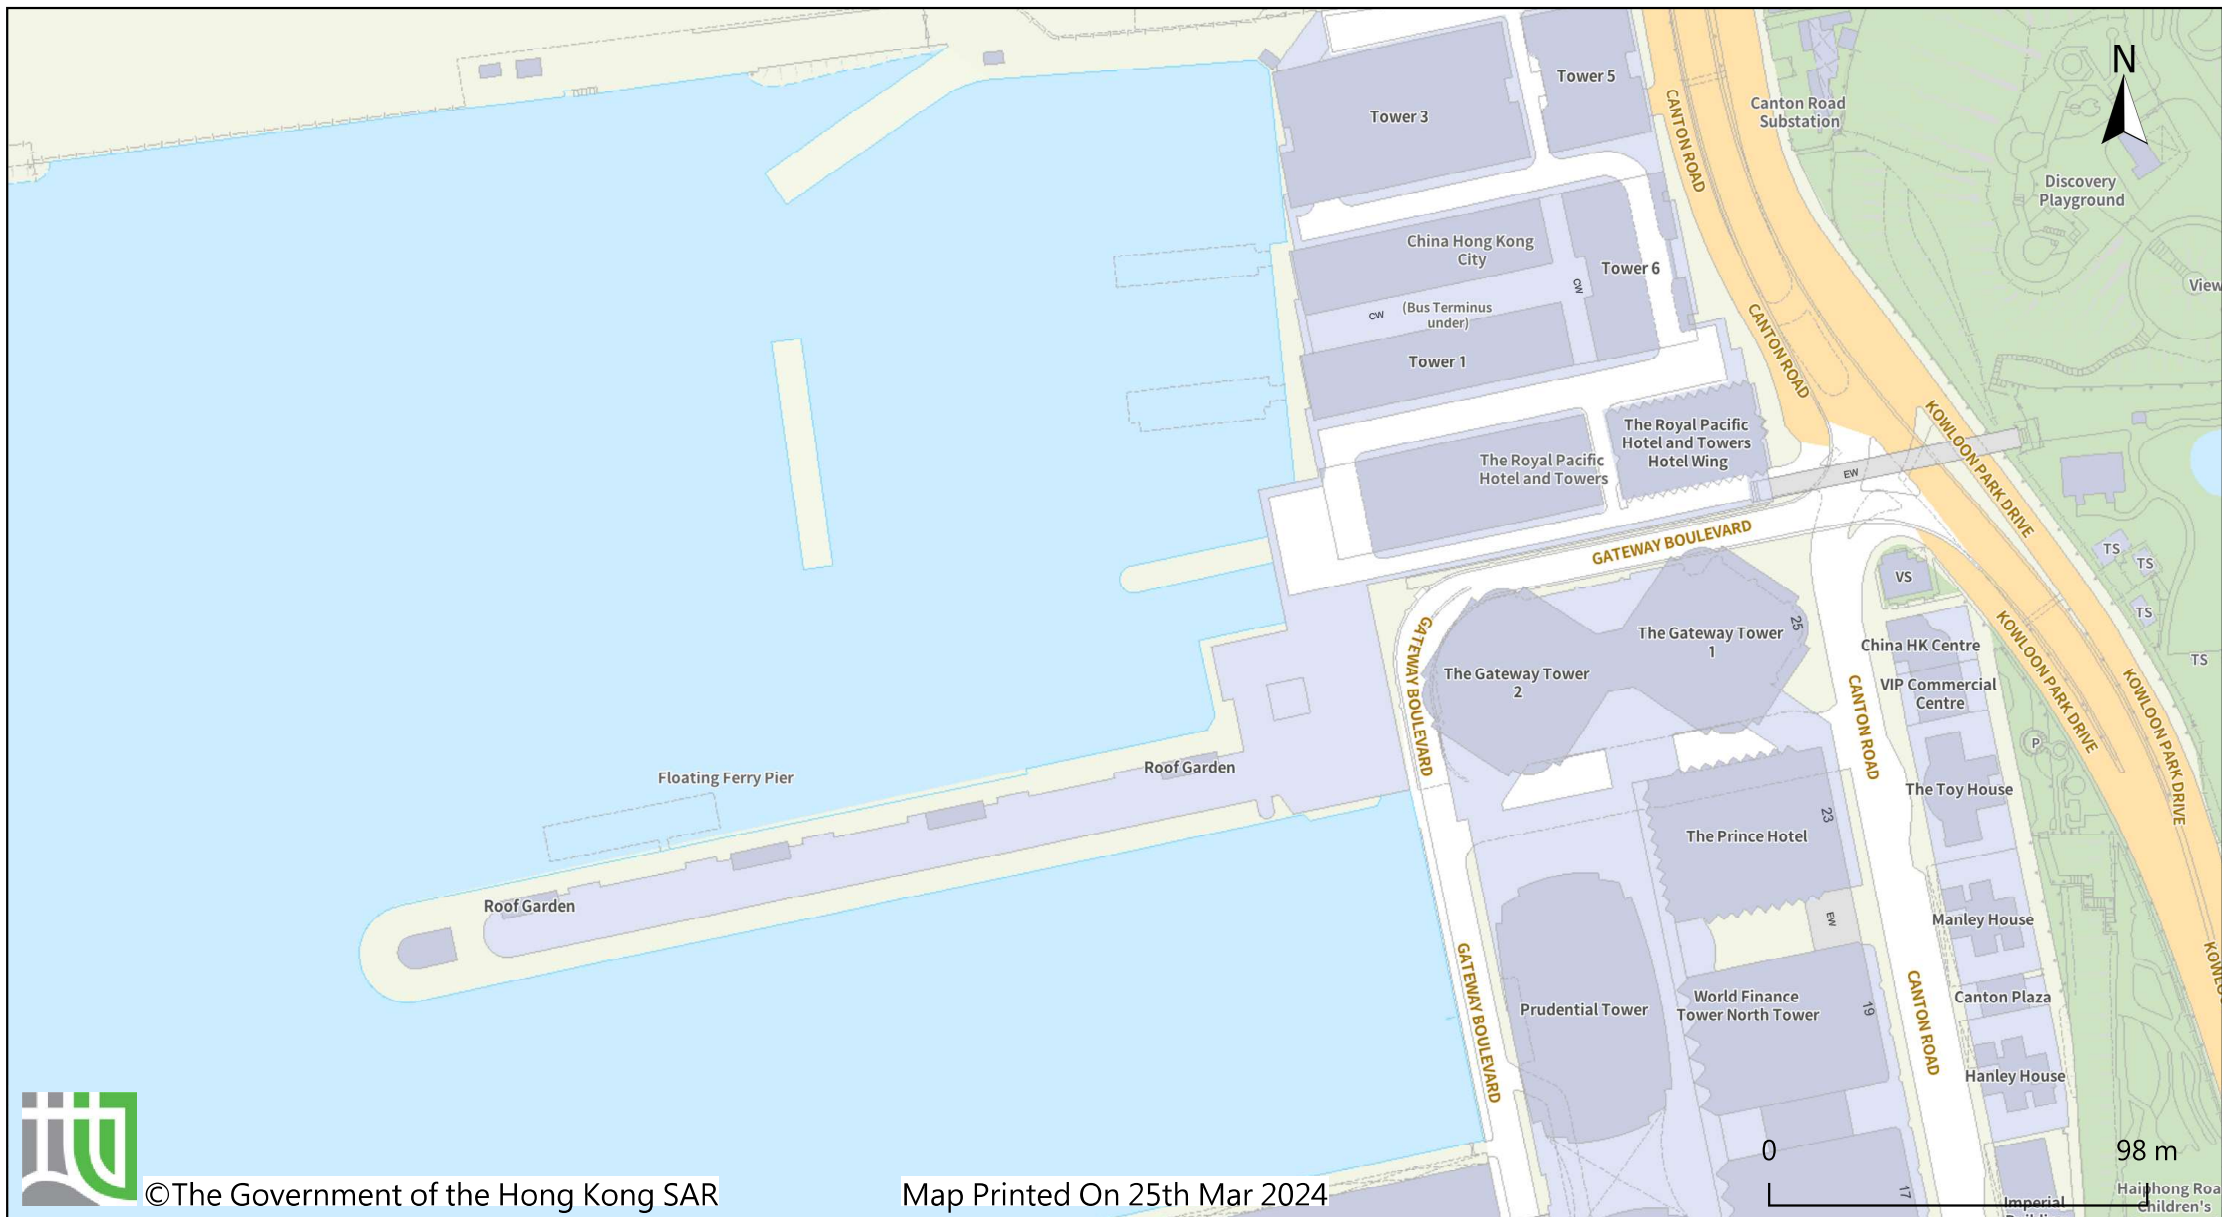 N
Tower 5
Tower 3
CANTON ROAD
Canton Road
Substation
Discovery
Playground
China Hong Kong
City
Tower 6
CW
View
(Bus Terminus
under)
CW
CANTON ROAD
Tower 1
The Royal Pacific
Hotel and Towers
Hotel Wing
The Royal Pacific
Hotel and Towers
EW
KOWLOON PARK DRIVE
GATEWAY BOULEVARD
TS
TS
VS
TS
The Gateway Tower
1
25
China HK Centre
KOWLOON PARK DRIVE
TS
The Gateway Tower
2
GATEWAY BOULEVARD
VIP Commercial
Centre
CANTON ROAD
KOWLOON PARK DRIVE
P
Roof Garden
Floating Ferry Pier
The Toy House
23
The Prince Hotel
Roof Garden
EW
Manley House
KOWLO
Prudential Tower
World Finance
Tower North Tower
19
Canton Plaza
GATEWAY BOULEVARD
CANTON ROAD
Hanley House
0
98 m
©The Government of the Hong Kong SAR
Map Printed On 25th Mar 2024
17
Haiphong Roa
Children's
Imperial